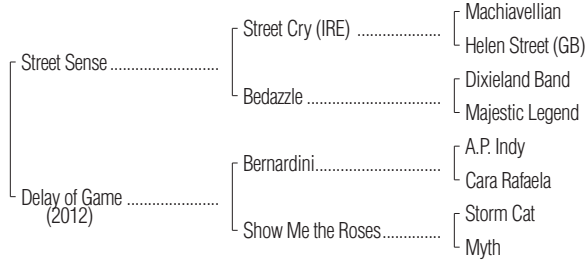 Machiavellian
Street Cry (IRE) ..................
Helen Street (GB)
Street Sense ........................
Dixieland Band
Bedazzle .............................
Majestic Legend
A.P. Indy
Bernardini...........................
Cara Rafaela
Delay of Game ....................
(2012)
Storm Cat
Show Me the Roses.............
Myth